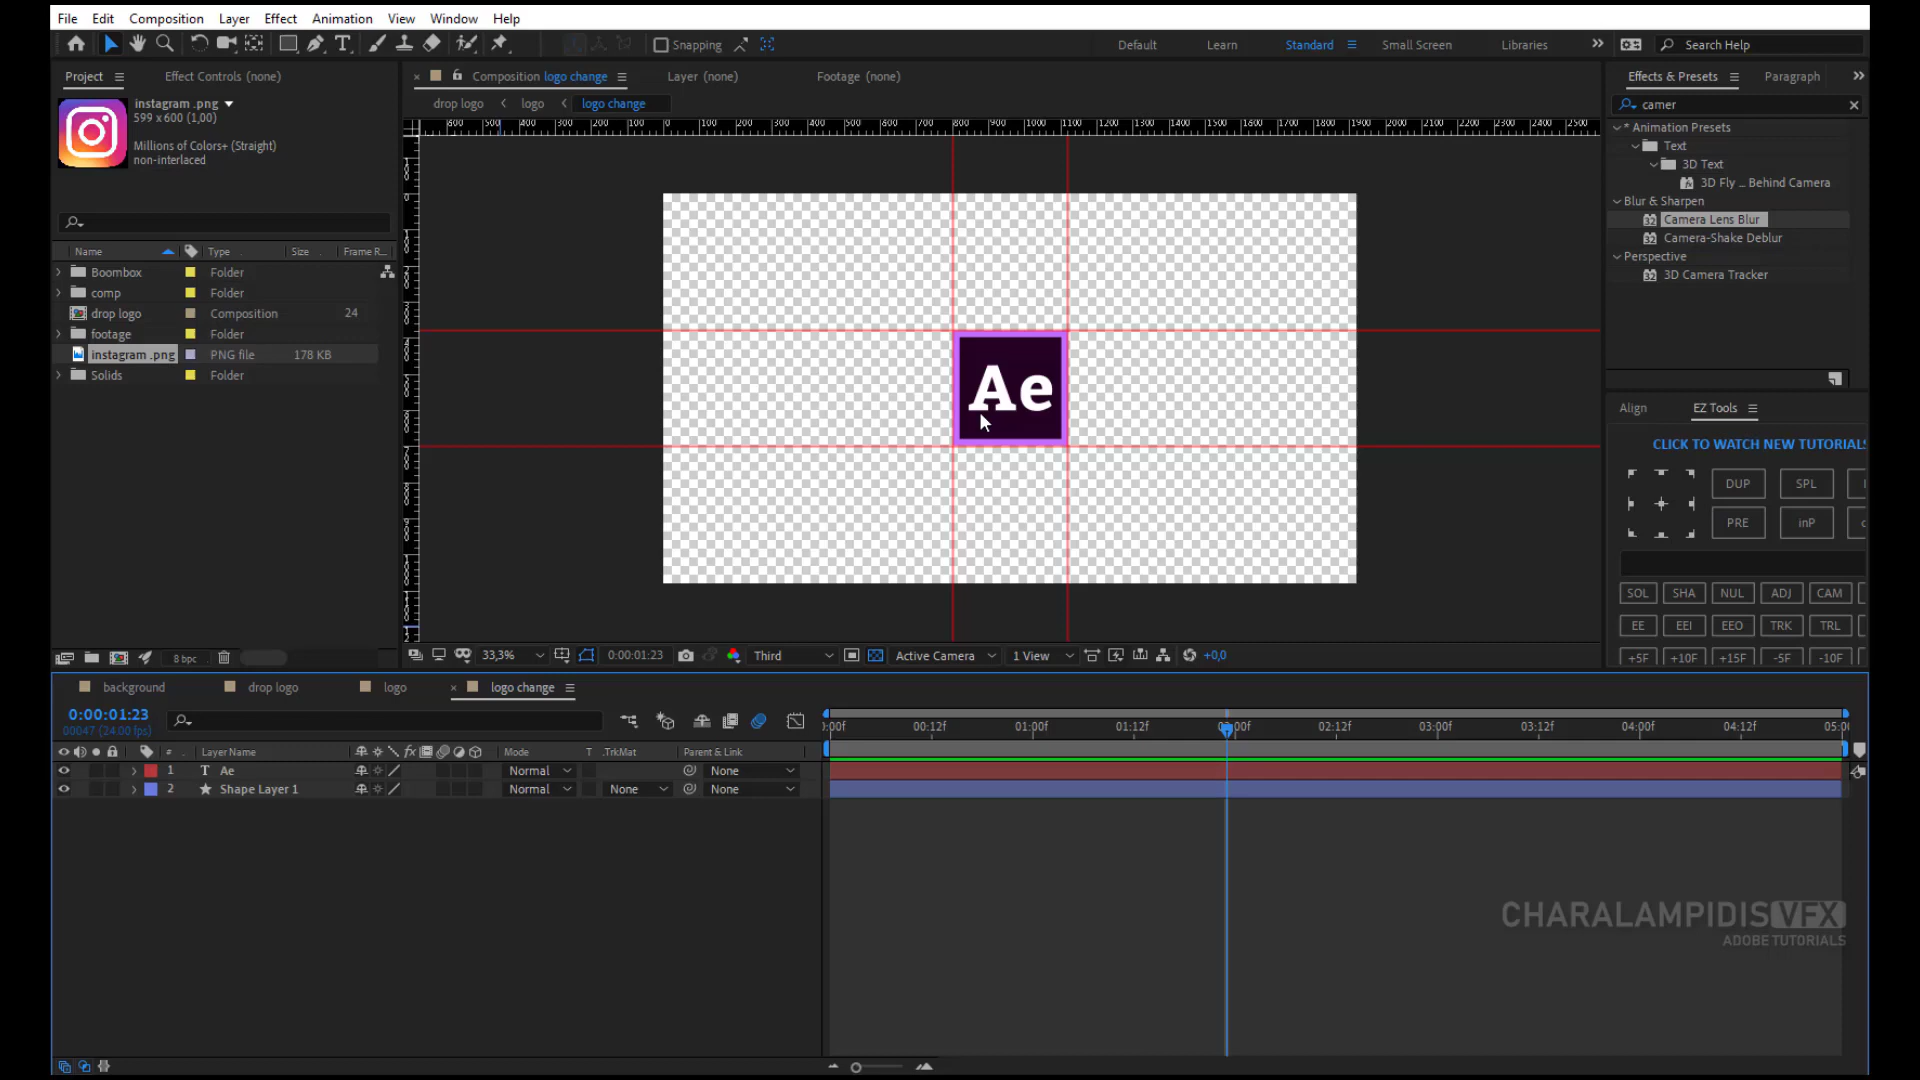 File Edit Composition Layer Effect Animation View Window Help
Snapping Default Learn Standard Small Screen Libraries Search Help
Project Effect Controls (none)
Composition logo change Layer (none) Footage (none)
Effects & Presets Paragraph
instagram .png
599 x 600 (1,00)
Millions of Colors+ (Straight)
non-interlaced
drop logo logo logo change
camer
* Animation Presets
Text
3D Text
3D Fly ... Behind Camera
Blur & Sharpen
Camera Lens Blur
Camera-Shake Deblur
Perspective
3D Camera Tracker
Name Type Size Frame R...
Boombox Folder
comp Folder
drop logo Composition 24
footage Folder
instagram .png PNG file 178 KB
Solids Folder
Ae
Align EZ Tools
CLICK TO WATCH NEW TUTORIALS
DUP SPL
PRE inP
SOL SHA NUL ADJ CAM
EE EEI EEO TRK TRL
+5F +10F +15F -5F -10F
8 bpc
33,3% 0:00:01:23 Third Active Camera 1 View +0,0
background drop logo logo logo change
0:00:01:23
00047 (24.00 fps)
:00f 00:12f 01:00f 01:12f 02:12f 03:00f 03:12f 04:00f 04:12f
# Layer Name Mode T .TrkMat Parent & Link
1 T Ae Normal None
2 Shape Layer 1 Normal None None
CHARALAMPIDIS VFX
ADOBE TUTORIALS